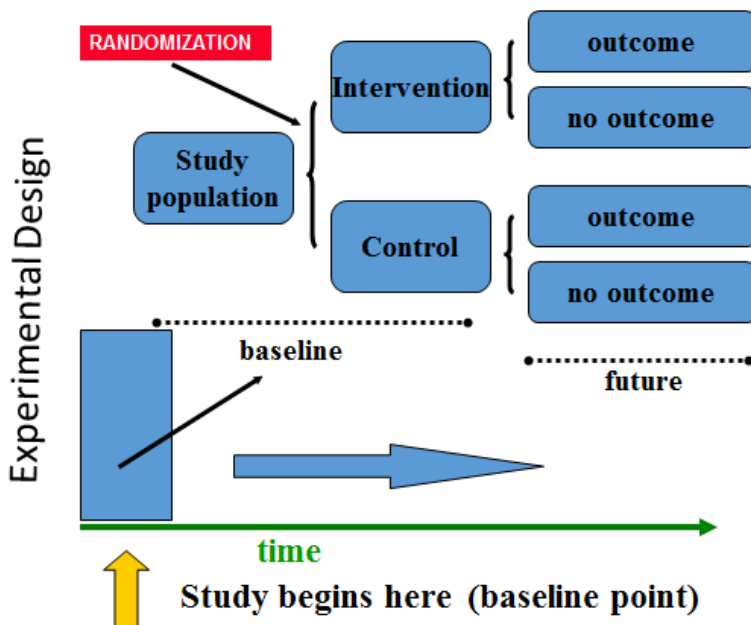 RANDOMIZATION
Study
population
Intervention
Control
outcome
no outcome
outcome
no outcome
Experimental Design
baseline
future
time
Study begins here (baseline point)